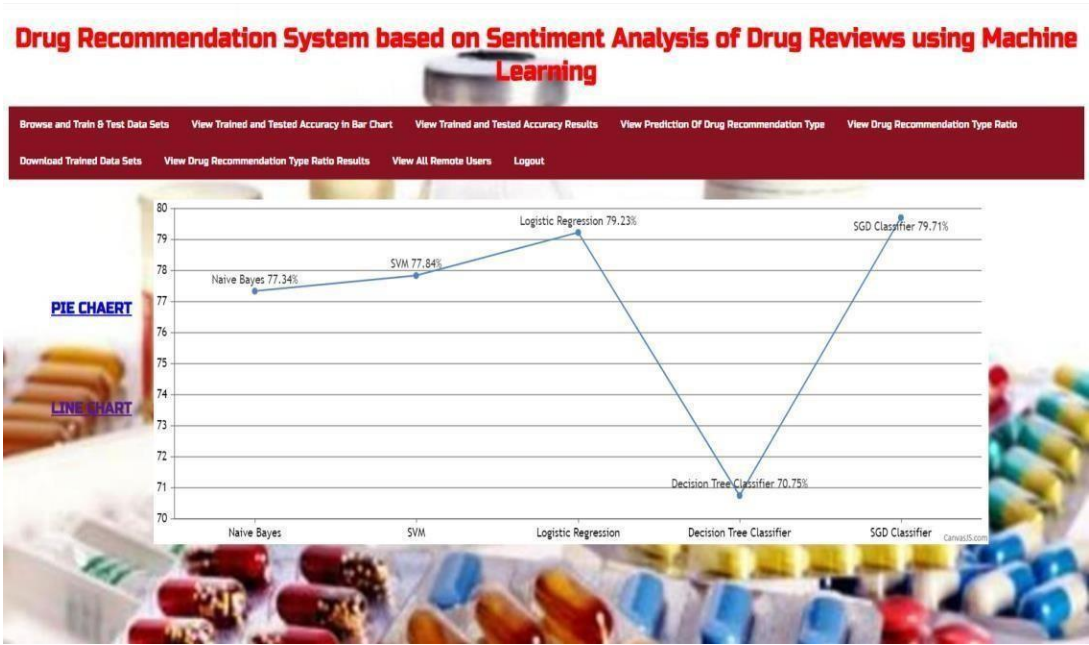 Drug Recommendation System based on Sentiment Analysis of Drug Reviews using Machine
Learning
Browse and Train & Test Data Sets View Trained and Tested Accuracy in Bar Chart View Trained and Tested Accuracy Results View Prediction Of Drug Recommendation Type View Drug Recommendation Type Ratio
Download Trained Data Sets View Drug Recommendation Type Ratio Results View All Remote Users Logout
PIE CHAERT
LINE CHART
80
79
78
77
76
75
74
73
72
71
70
Naive Bayes 77.34%
SVM 77.84%
Logistic Regression 79.23%
Decision Tree Classifier 70.75%
SGD Classifier 79.71%
Naive Bayes SVM Logistic Regression Decision Tree Classifier SGD Classifier
CanvasJS.com